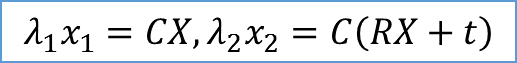 λ₁x₁ = CX, λ₂x₂ = C(RX + t)